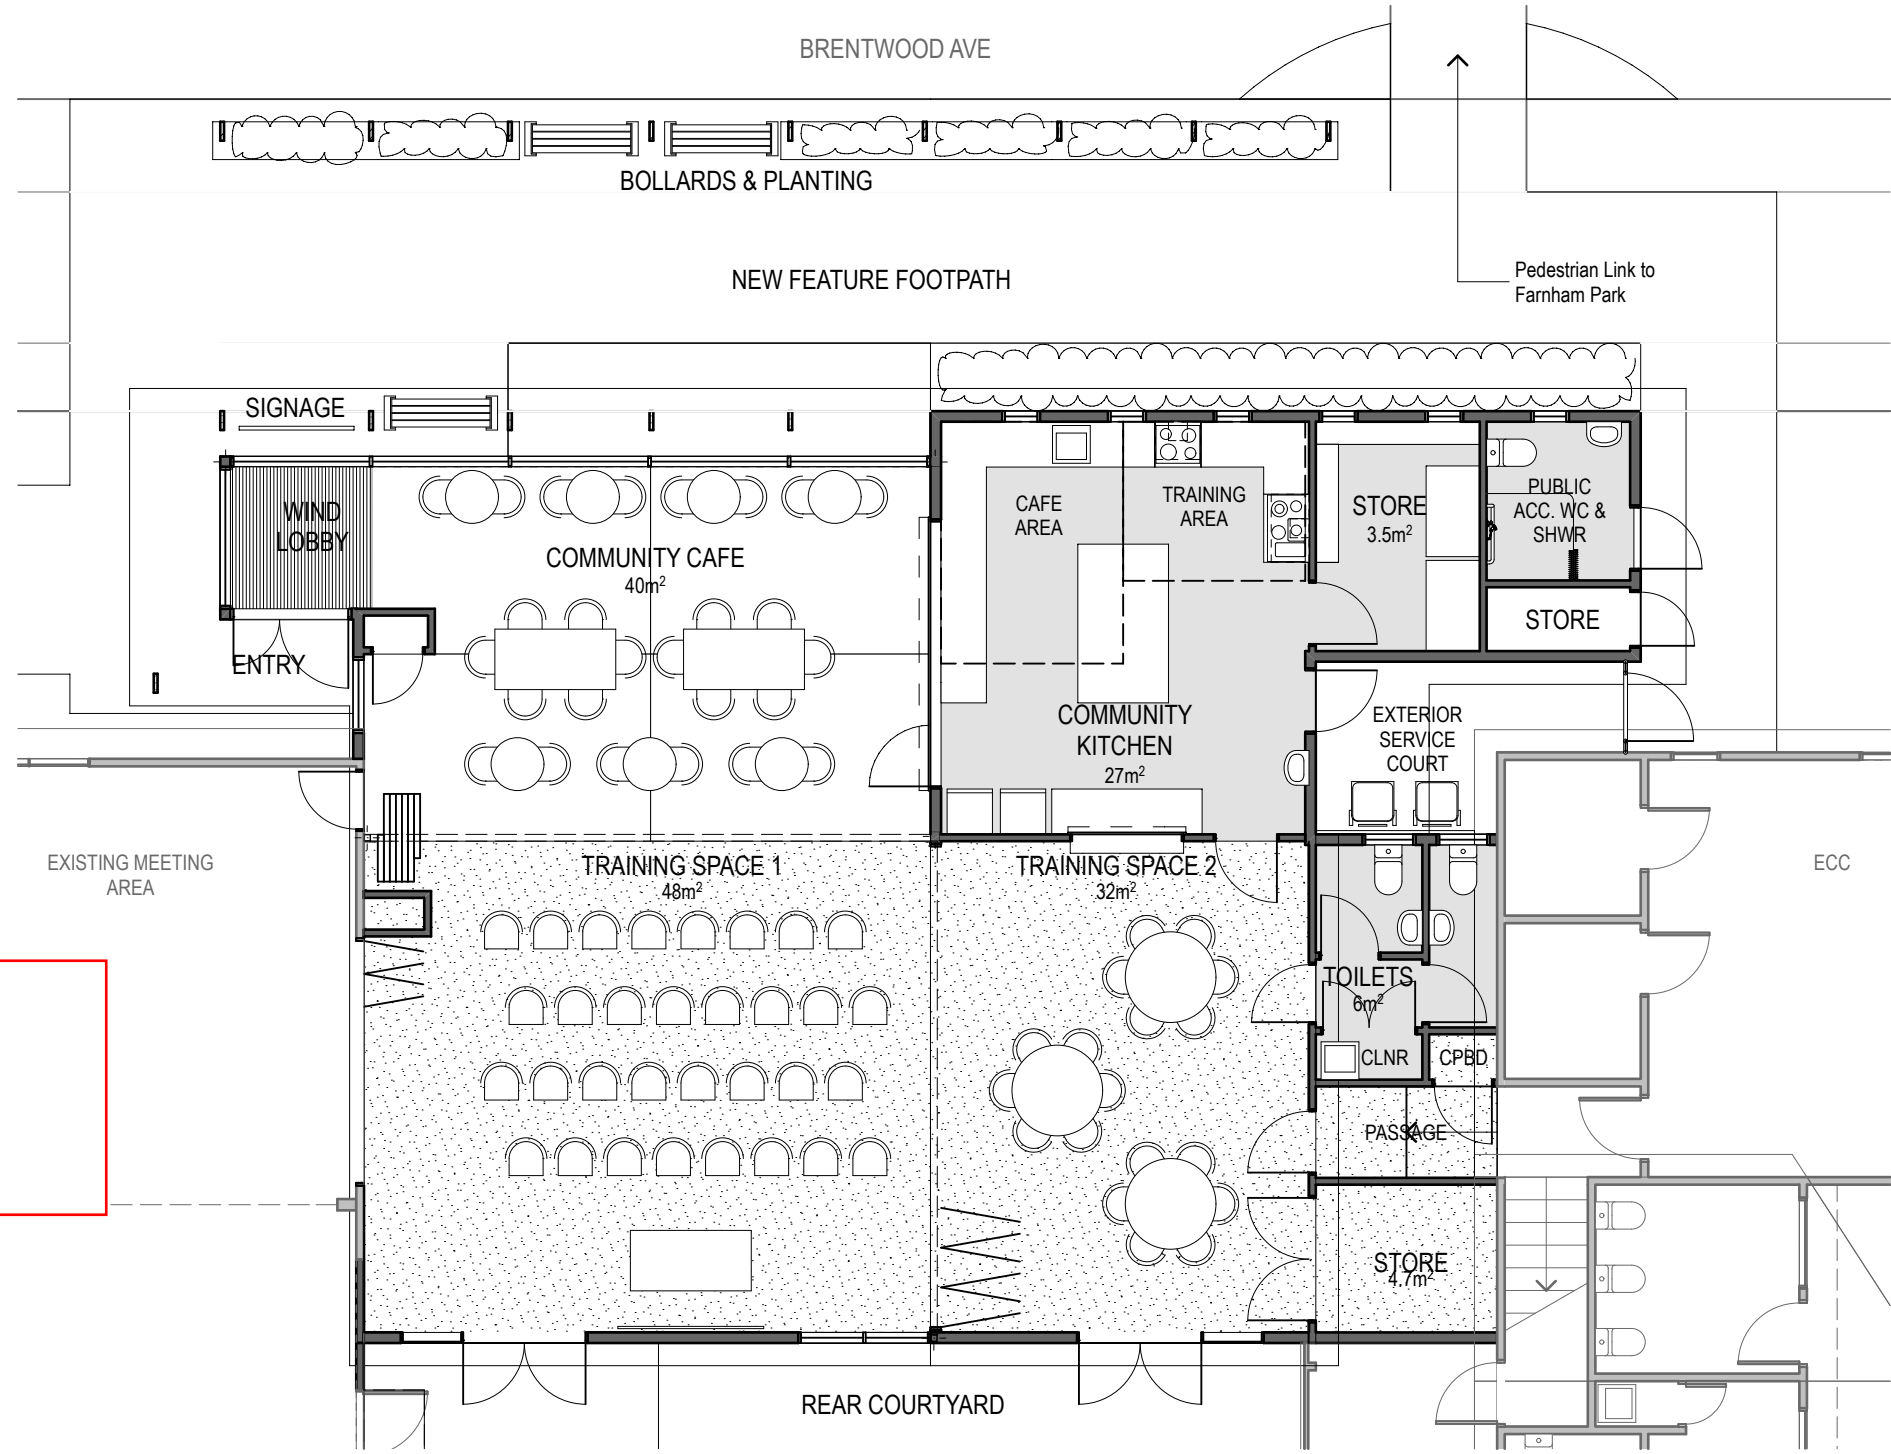 BRENTWOOD AVE
BOLLARDS & PLANTING
NEW FEATURE FOOTPATH
Pedestrian Link to
Farnham Park
SIGNAGE
WIND
LOBBY
ENTRY
COMMUNITY CAFE
40m²
CAFE
AREA
TRAINING
AREA
STORE
3.5m²
PUBLIC
ACC. WC &
SHWR
STORE
COMMUNITY
KITCHEN
27m²
EXTERIOR
SERVICE
COURT
EXISTING MEETING
AREA
TRAINING SPACE 1
48m²
TRAINING SPACE 2
32m²
ECC
TOILETS
6m²
CLNR
CPBD
PASSAGE
STORE
4.7m²
REAR COURTYARD